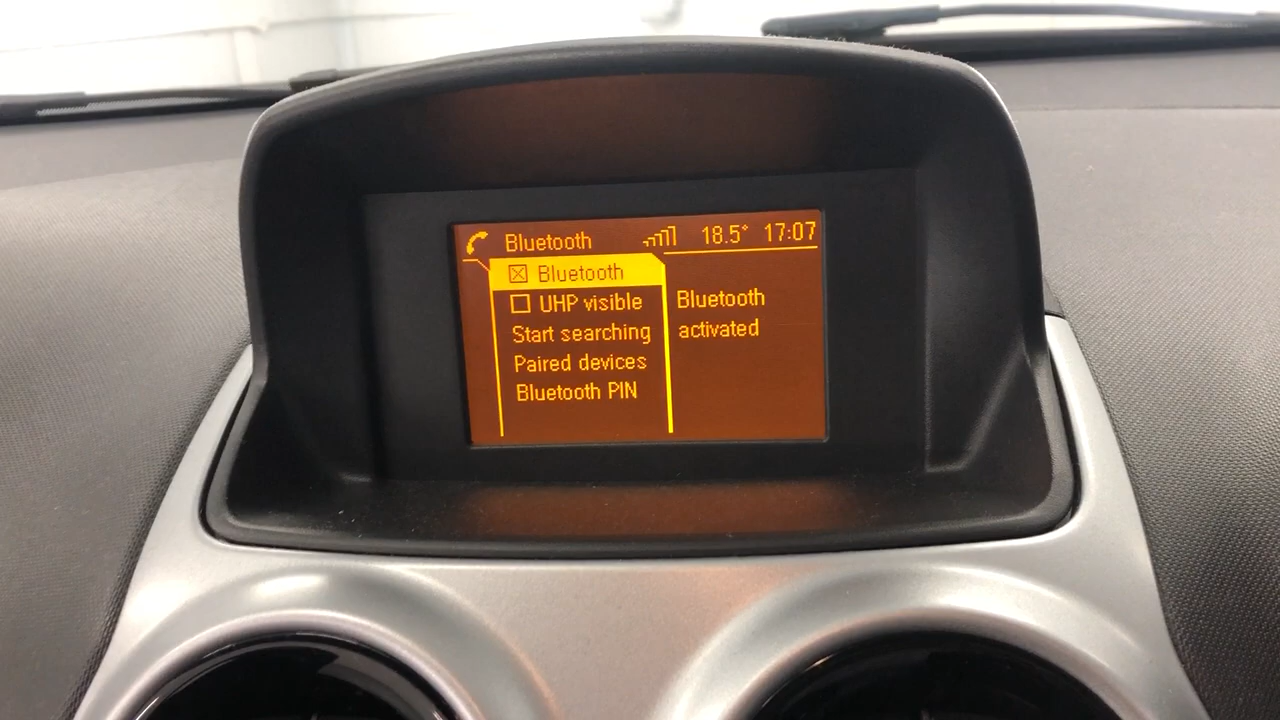 Bluetooth 18.5° 17:07
Bluetooth
UHP visible
Start searching
Paired devices
Bluetooth PIN
Bluetooth
activated